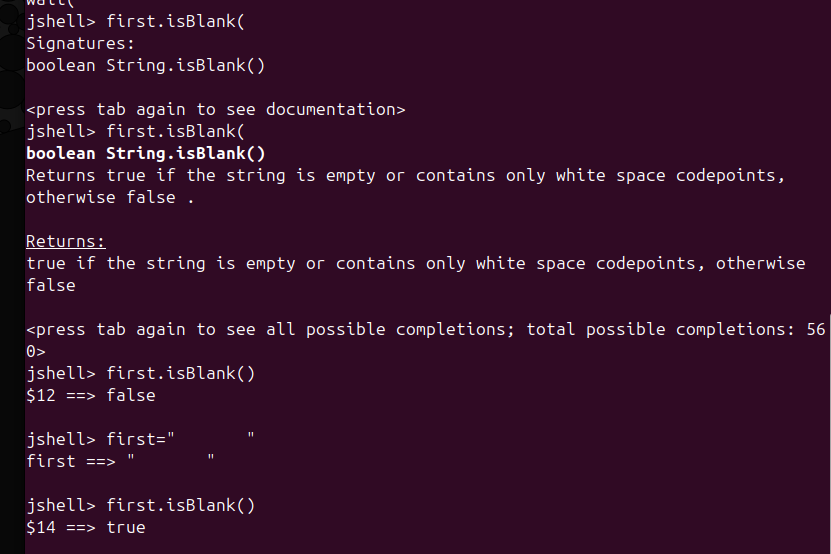 wait(
jshell> first.isBlank(
Signatures:
boolean String.isBlank()
<press tab again to see documentation>
jshell> first.isBlank(
boolean String.isBlank()
Returns true if the string is empty or contains only white space codepoints,
otherwise false .
Returns:
true if the string is empty or contains only white space codepoints, otherwise
false
<press tab again to see all possible completions; total possible completions: 56
0>
jshell> first.isBlank()
$12 ==> false
jshell> first="       "
first ==> "       "
jshell> first.isBlank()
$14 ==> true